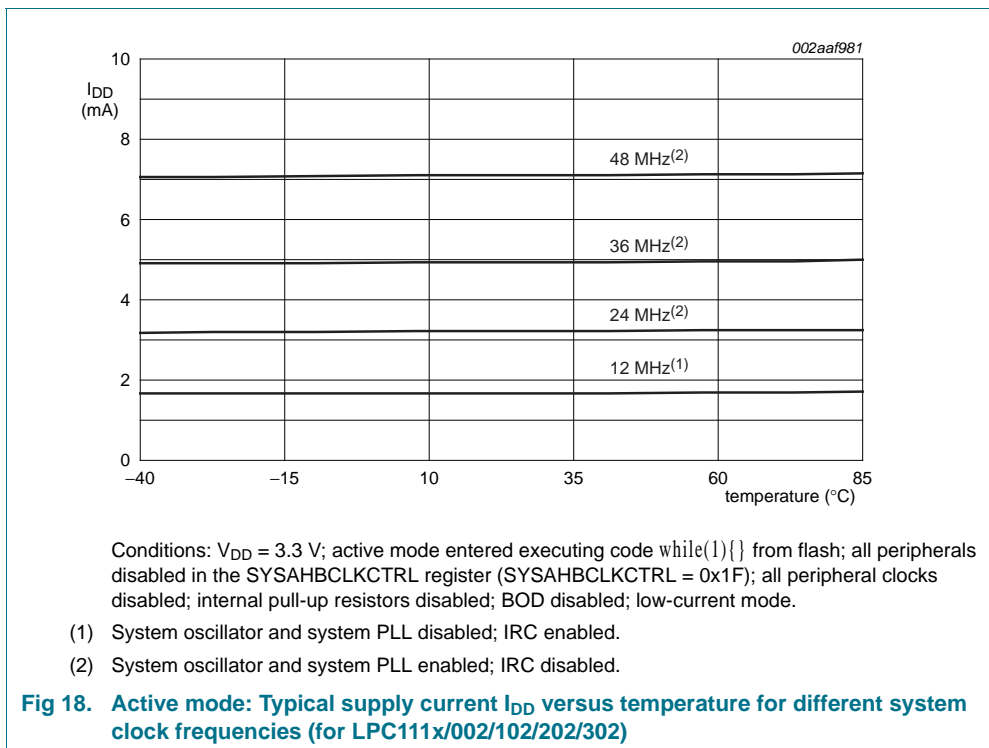 002aaf981
10
I_DD
(mA)
8
48 MHz(2)
6
36 MHz(2)
4
24 MHz(2)
12 MHz(1)
2
0
−40
−15
10
35
60
85
temperature (°C)
Conditions: V_DD = 3.3 V; active mode entered executing code while(1){} from flash; all peripherals
disabled in the SYSAHBCLKCTRL register (SYSAHBCLKCTRL = 0x1F); all peripheral clocks
disabled; internal pull-up resistors disabled; BOD disabled; low-current mode.
(1) System oscillator and system PLL disabled; IRC enabled.
(2) System oscillator and system PLL enabled; IRC disabled.
Fig 18. Active mode: Typical supply current I_DD versus temperature for different system
clock frequencies (for LPC111x/002/102/202/302)